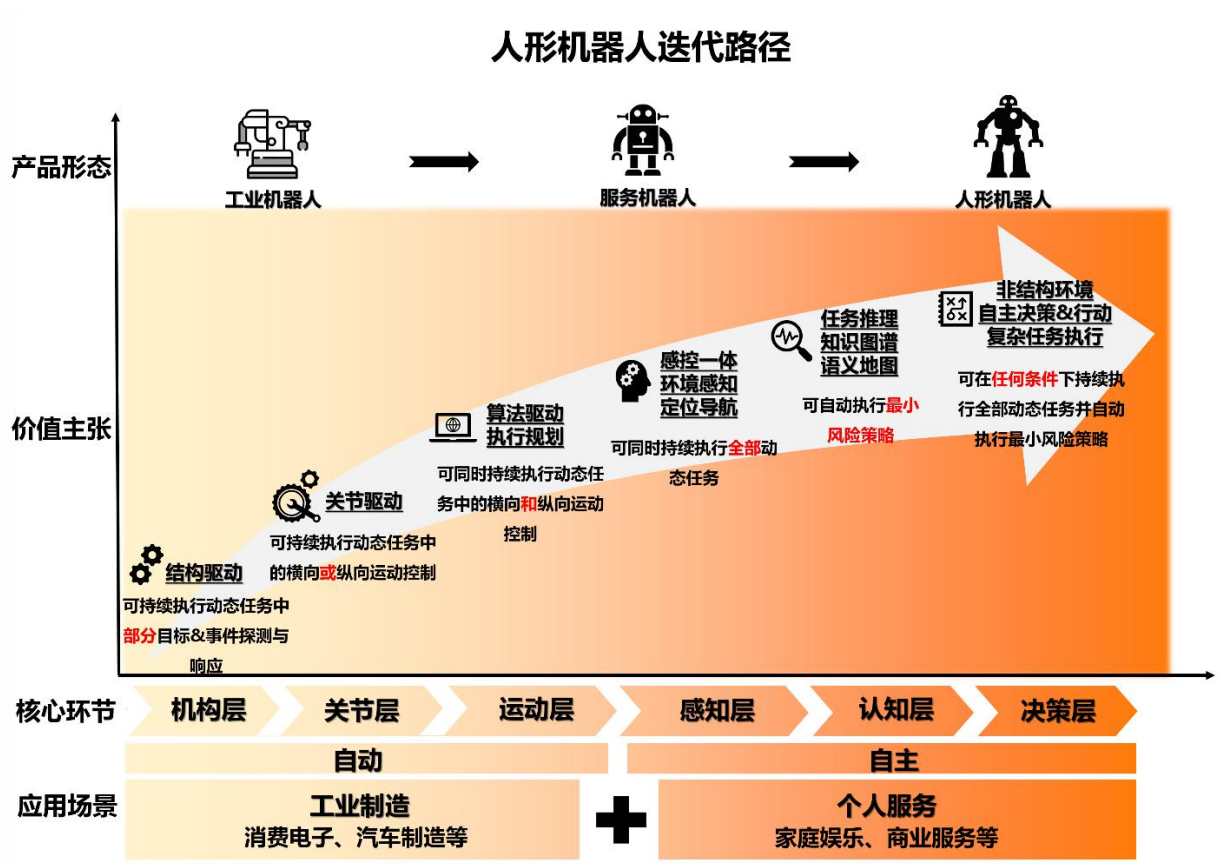 人形机器人迭代路径
产品形态
工业机器人
服务机器人
人形机器人
价值主张
结构驱动
可持续执行动态任务中
部分目标&事件探测与
响应
关节驱动
可持续执行动态任务中
的横向或纵向运动控制
算法驱动
执行规划
可同时持续执行动态任
务中的横向和纵向运动
控制
感控一体
环境感知
定位导航
可同时持续执行全部动
态任务
任务推理
知识图谱
语义地图
可自动执行最小
风险策略
非结构环境
自主决策&行动
复杂任务执行
可在任何条件下持续执
行全部动态任务并自动
执行最小风险策略
核心环节
机构层
关节层
运动层
感知层
认知层
决策层
自动
自主
应用场景
工业制造
消费电子、汽车制造等
个人服务
家庭娱乐、商业服务等